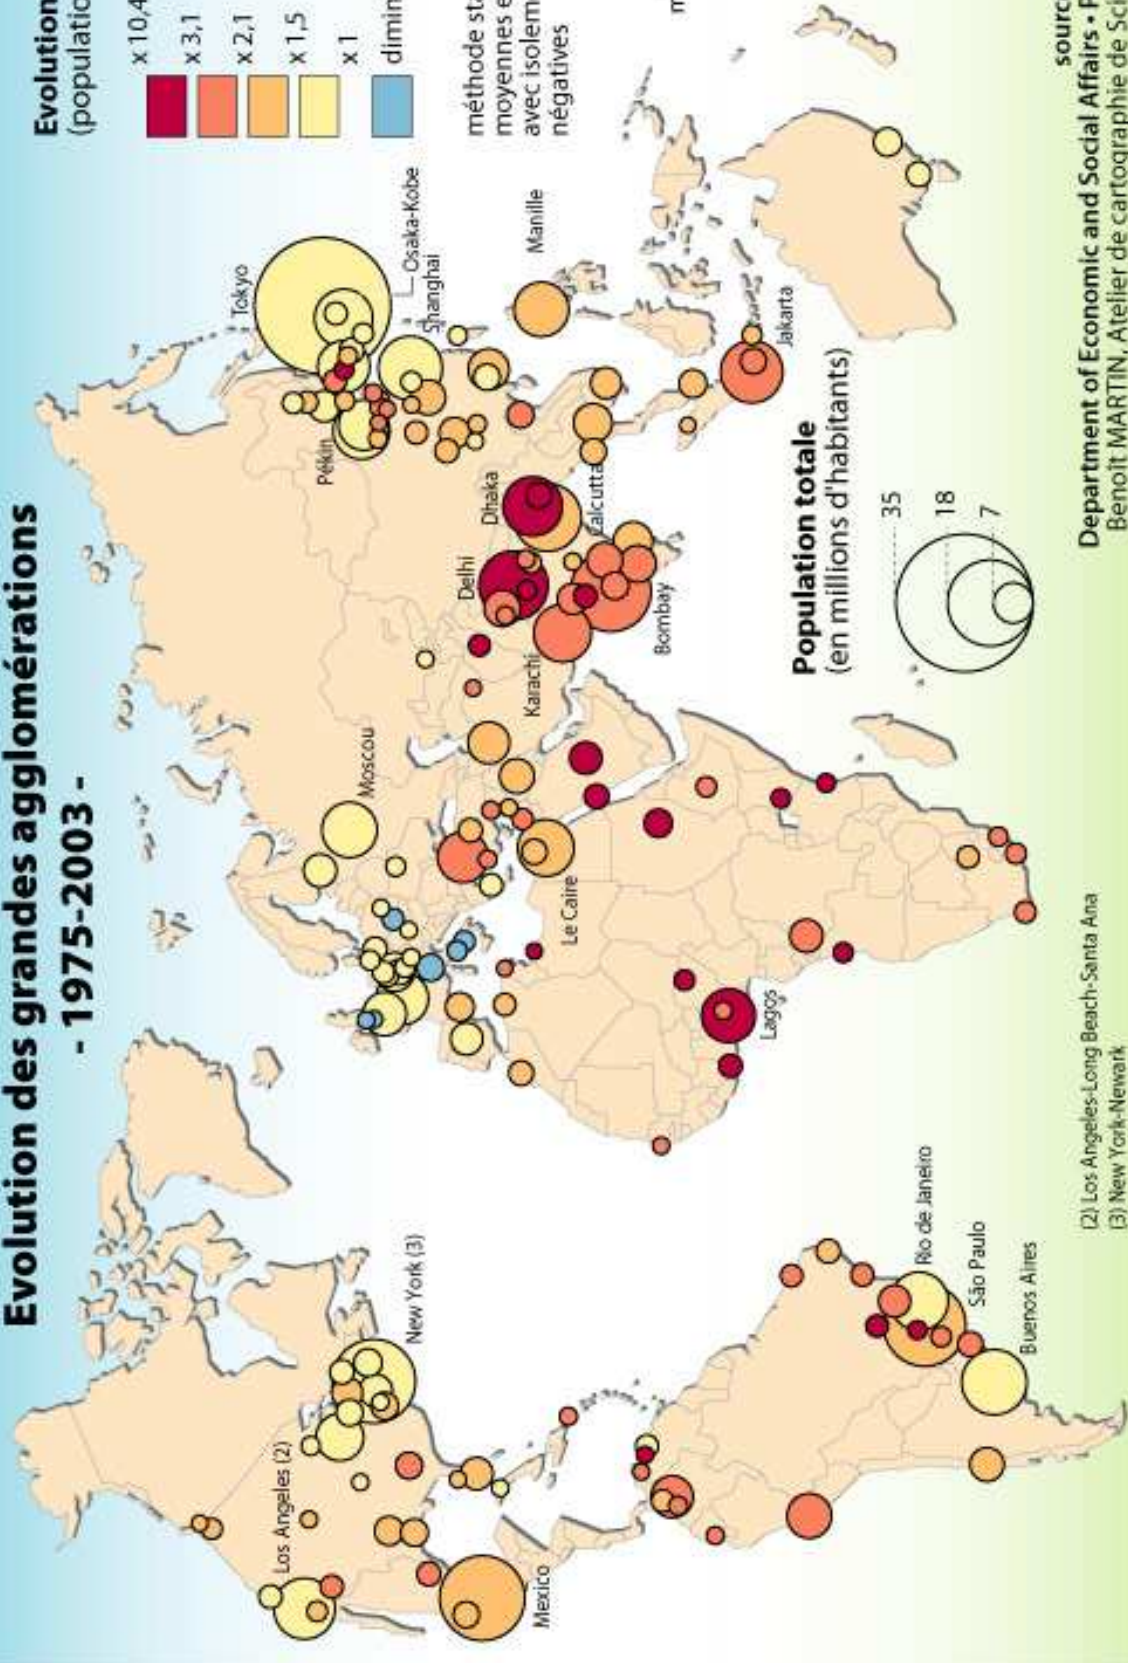 Evolution des grandes agglomérations
- 1975-2003 -
Evolution
(populatio
x 10,4
x 3,1
x 2,1
x 1,5
x 1
dimin
méthode sta
moyennes e
avec isolem
négatives
Tokyo
Osaka-Kobe
Shanghai
Pékin
Manille
Jakarta
Dhaka
Calcutta
Delhi
Bombay
Karachi
Moscou
Le Caire
Lagos
New York (3)
Los Angeles (2)
Mexico
Rio de Janeiro
São Paulo
Buenos Aires
Population totale
(en millions d'habitants)
35
18
7
sourc
Department of Economic and Social Affairs • P
Benoît MARTIN, Atelier de cartographie de Sci
(2) Los Angeles-Long Beach-Santa Ana
(3) New York-Newark